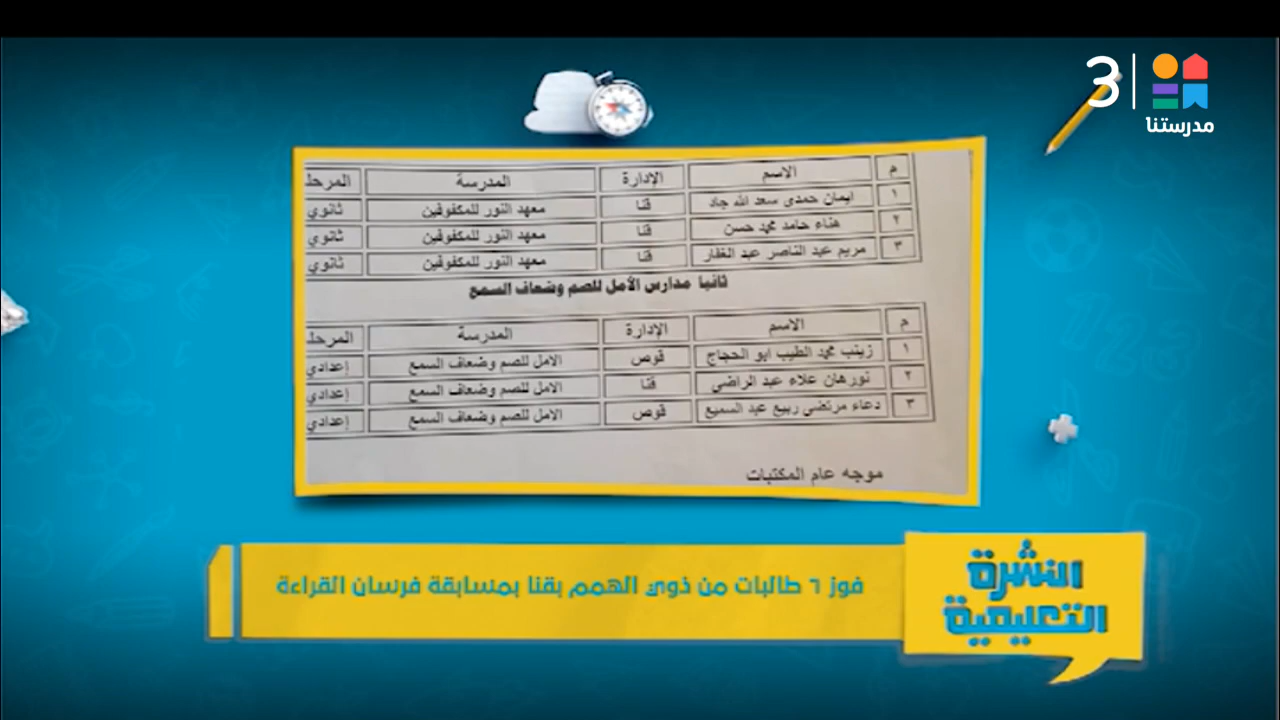 3
مدرستنا
م الاسم الإدارة المدرسة
١ ايمان حمدى سعد الله جاد قنا معهد النور للمكفوفين ثانوي
٢ هناء حامد محمد حسن قنا معهد النور للمكفوفين ثانوي
٣ مريم عبد الناصر عبد الغفار قنا معهد النور للمكفوفين ثانوي
ثانيا مدارس الأمل للصم وضعاف السمع
م الاسم الإدارة المدرسة
١ زينب محمد الطيب ابو الحجاج قوص الامل للصم وضعاف السمع إعدادي
٢ نورهان علاء عبد الراضي قنا الامل للصم وضعاف السمع إعدادي
٣ دعاء مرتضي ربيع عبد السميع قوص الامل للصم وضعاف السمع إعدادي
موجه عام المكتبات
النشرة
التعليمية
فوز ٦ طالبات من ذوي الهمم بقنا بمسابقة فرسان القراءة